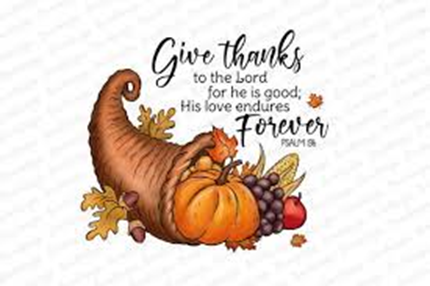 Give thanks
to the Lord
for he is good;
His love endures
Forever
PSALM 136